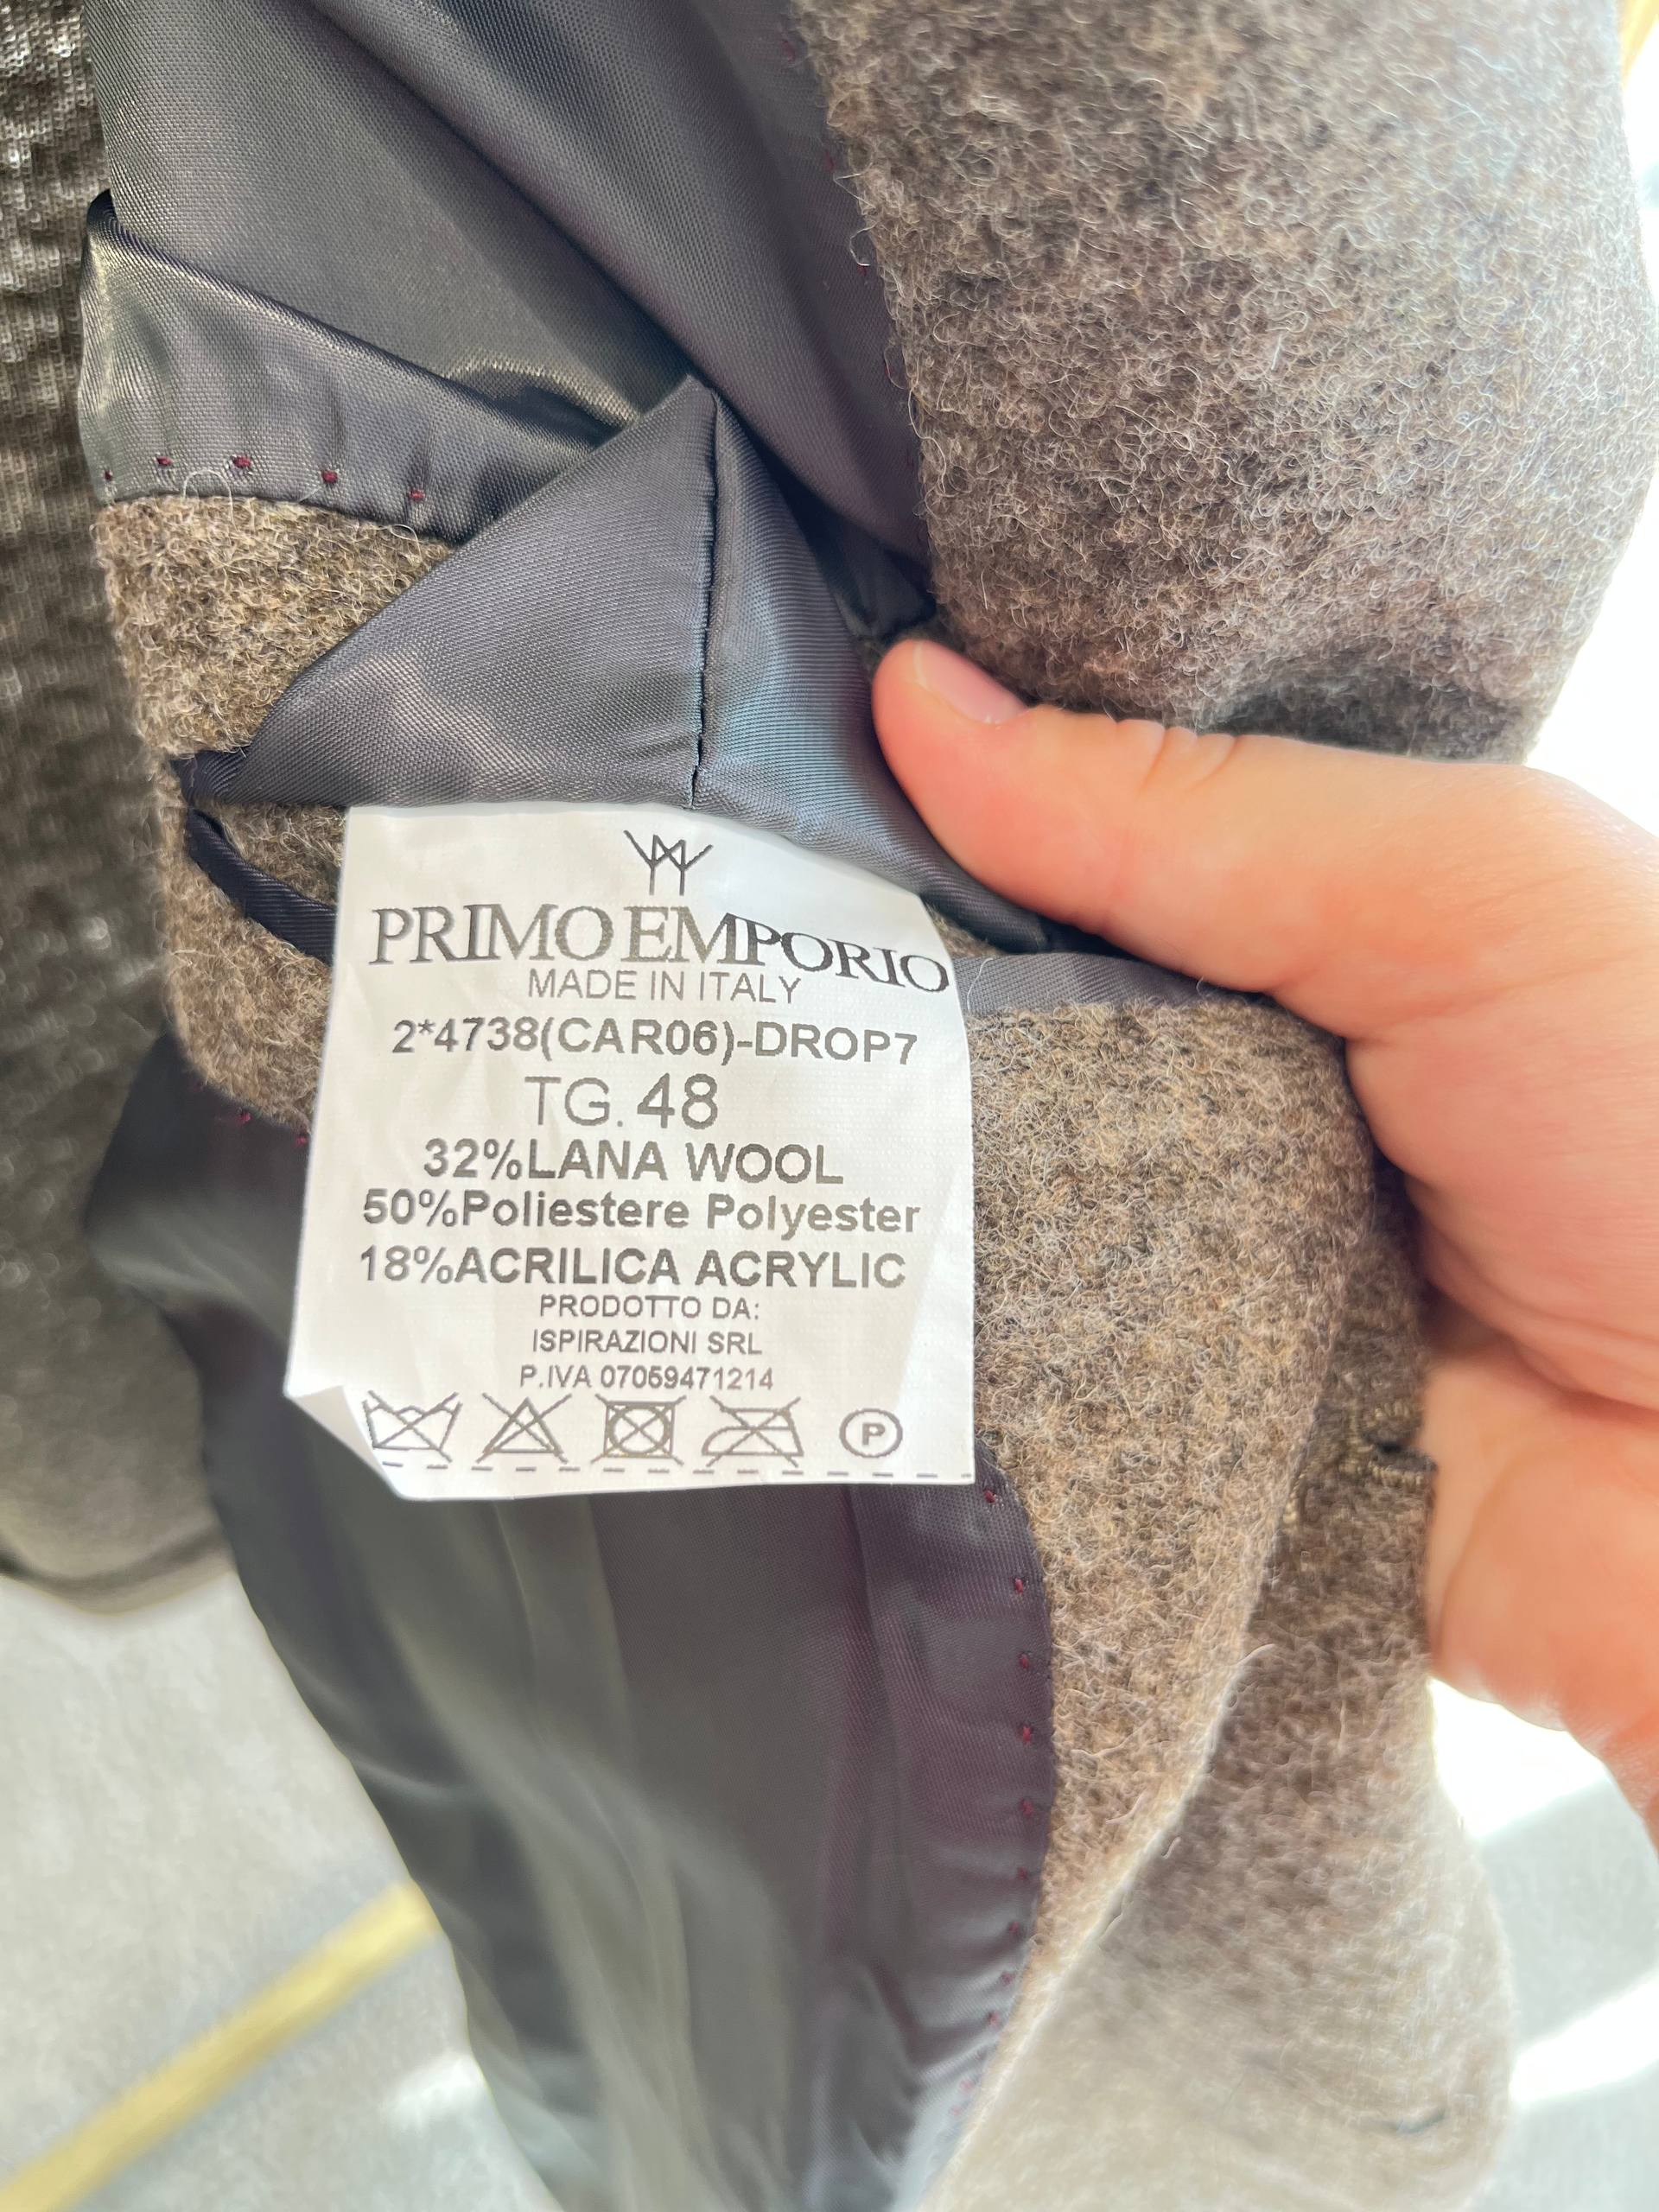 PRIMO EMPORIO
MADE IN ITALY
2*4738(CAR06)-DROP7
TG. 48
32%LANA WOOL
50%Poliestere Polyester
18%ACRILICA ACRYLIC
PRODOTTO DA:
ISPIRAZIONI SRL
P.IVA 07059471214
P